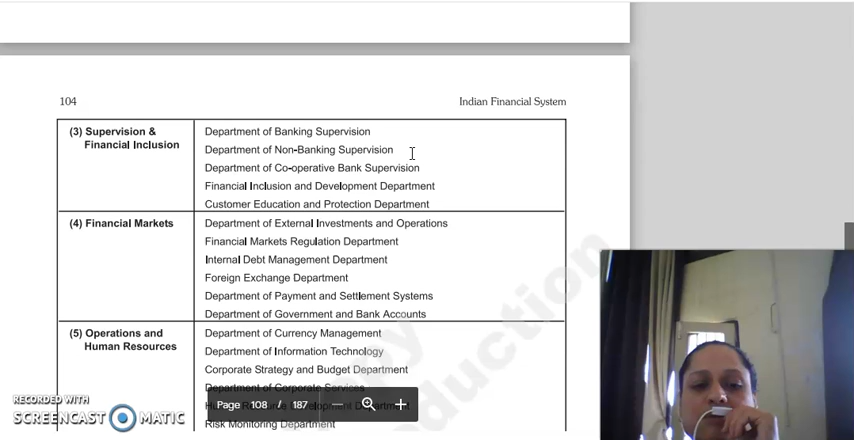 104
Indian Financial System
(3) Supervision &
Financial Inclusion
Department of Banking Supervision
Department of Non-Banking Supervision
Department of Co-operative Bank Supervision
Financial Inclusion and Development Department
Customer Education and Protection Department
(4) Financial Markets
Department of External Investments and Operations
Financial Markets Regulation Department
Internal Debt Management Department
Foreign Exchange Department
Department of Payment and Settlement Systems
Department of Government and Bank Accounts
(5) Operations and
Human Resources
Department of Currency Management
Department of Information Technology
Corporate Strategy and Budget Department
Department of Corporate Services
Risk Monitoring Department
Page 108 / 187
RECORDED WITH
SCREENCAST MATIC